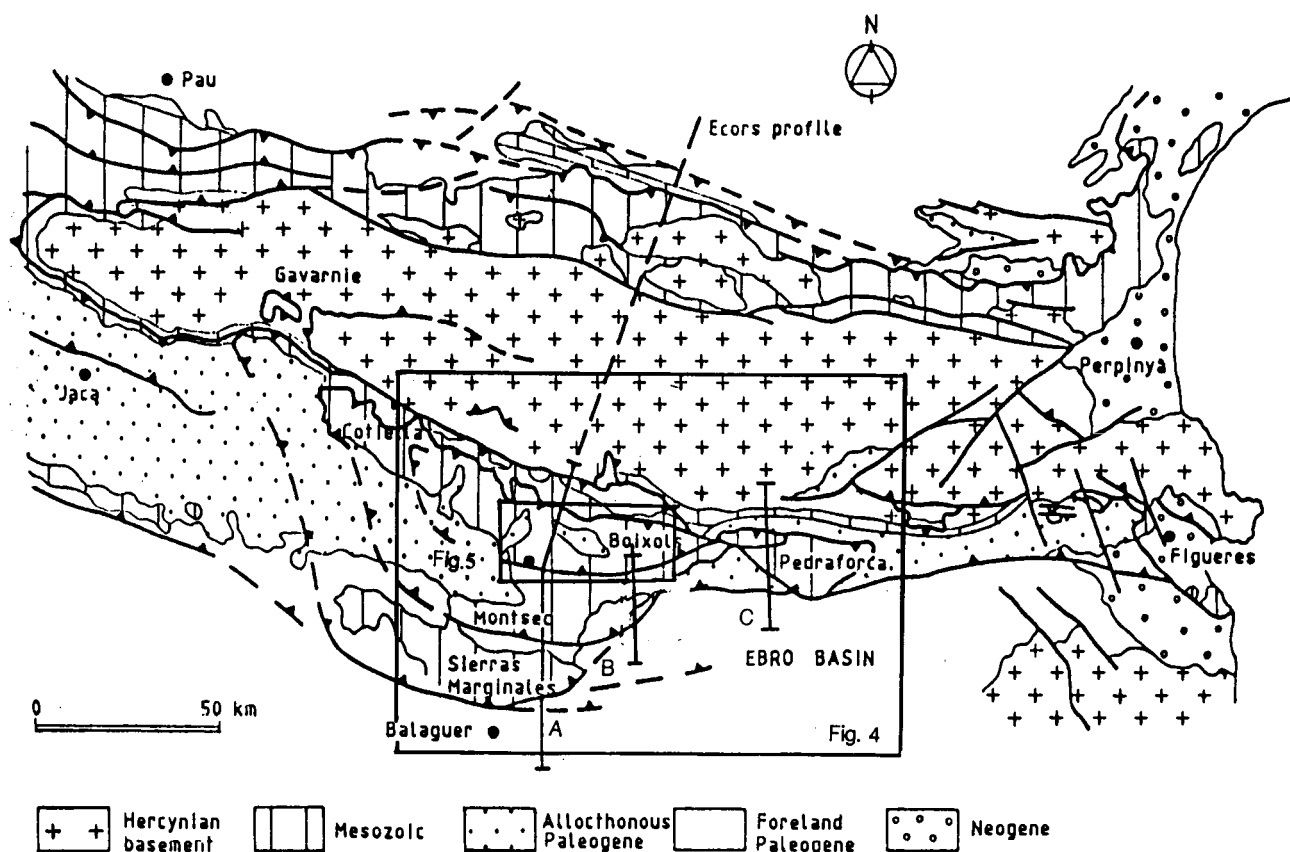 N
Pau
Ecors profile
Gavarnie
Perpinyà
Jaca
Cotiella
Boixols
Fig.5
Pedraforca.
Figueres
Montsec
C
Sierras
Marginales
B
EBRO BASIN
0
50 km
Balaguer
A
Fig. 4
Hercynian
basement
Mesozoic
Allocthonous
Paleogene
Foreland
Paleogene
Neogene